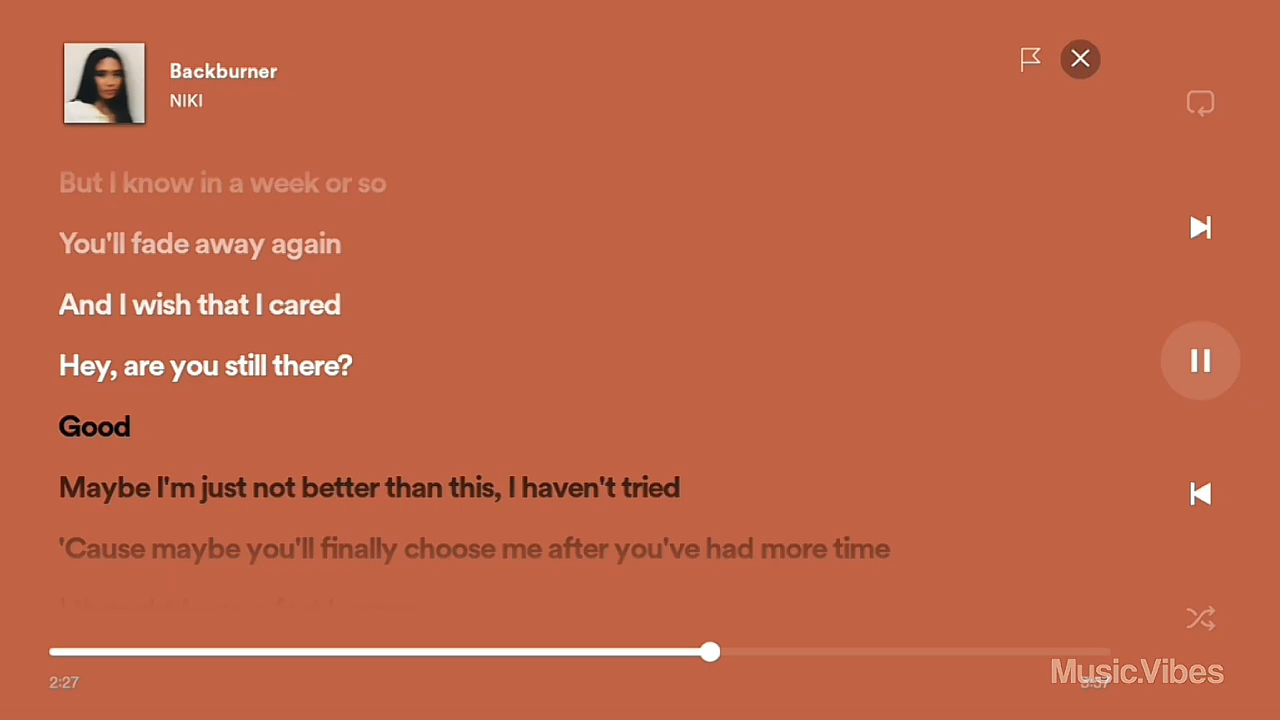 Backburner
NIKI
But I know in a week or so
You'll fade away again
And I wish that I cared
Hey, are you still there?
Good
Maybe I'm just not better than this, I haven't tried
'Cause maybe you'll finally choose me after you've had more time
2:27
Music.Vibes